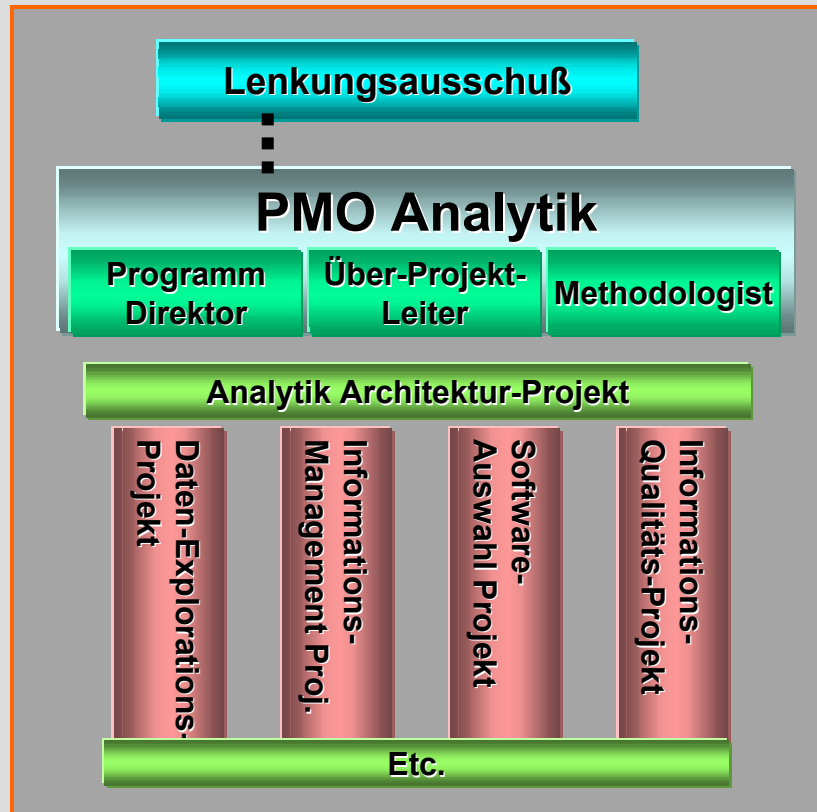 Lenkungsausschuß
PMO Analytik
Programm
Direktor
Über-Projekt-
Leiter
Methodologist
Analytik Architektur-Projekt
Daten-Explorations-
Projekt
Informations-
Management Proj.
Software-
Auswahl Projekt
Informations-
Qualitäts-Projekt
Etc.